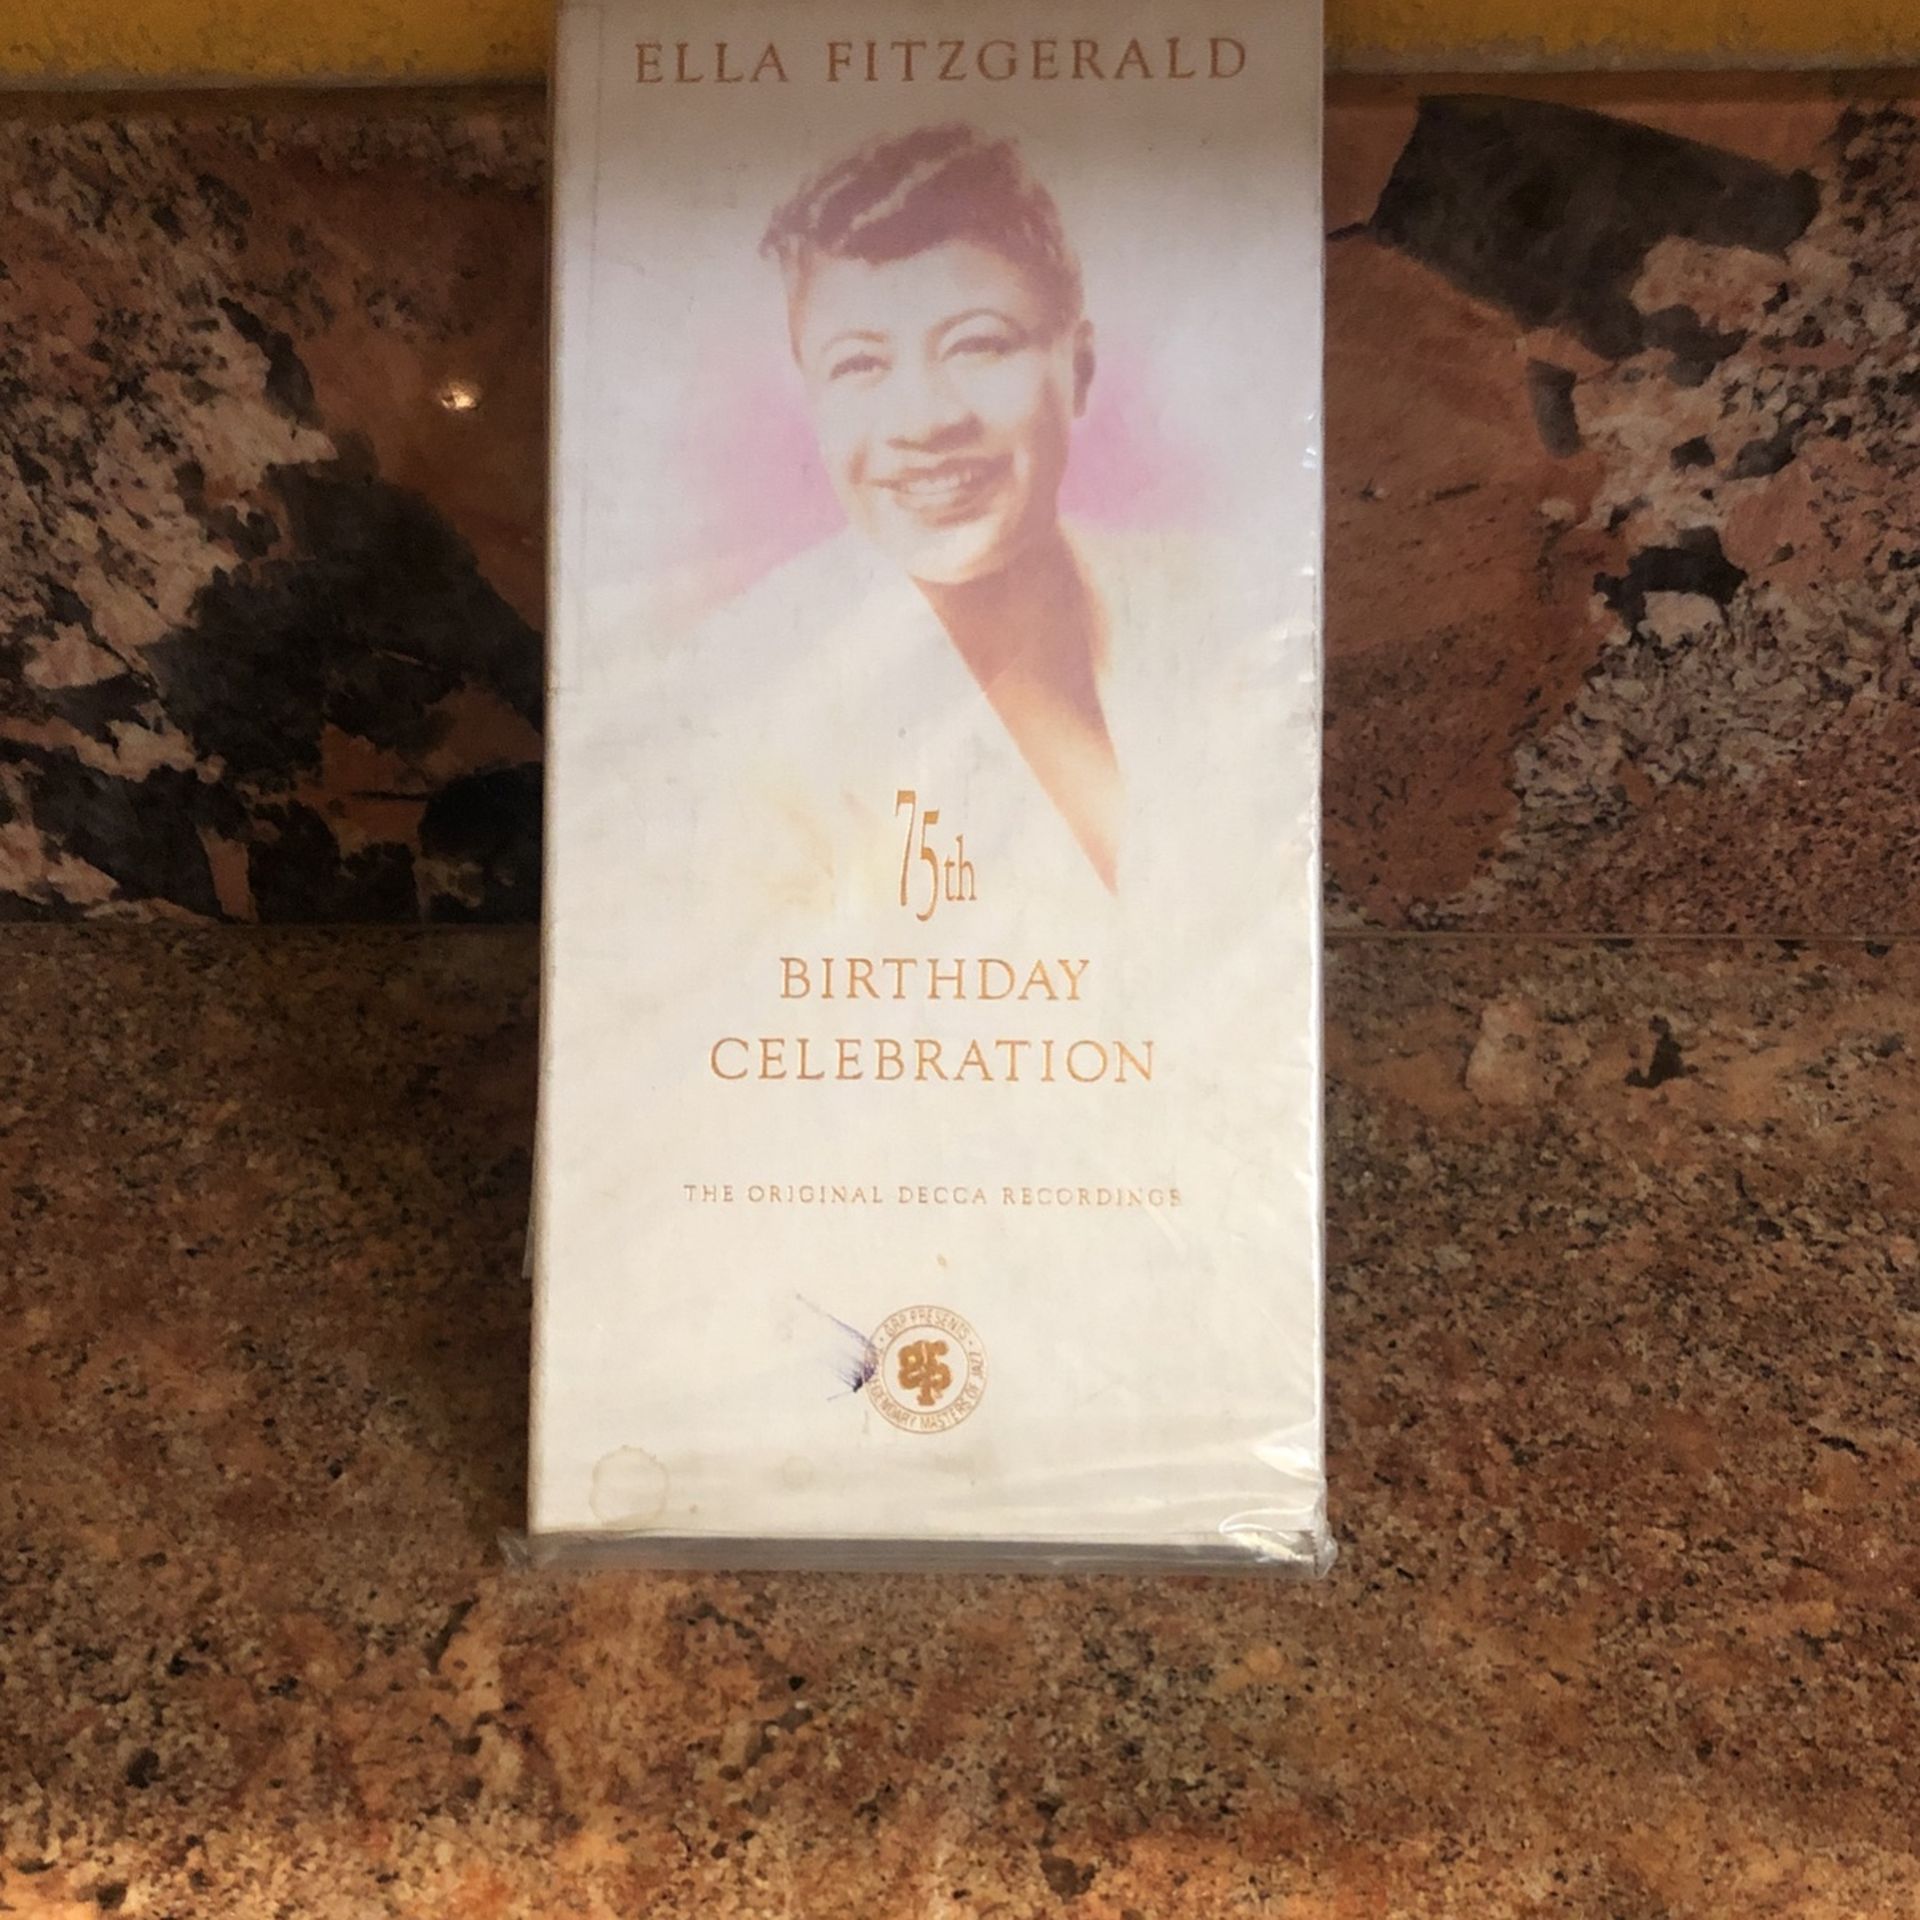 ELLA FITZGERALD
75th
BIRTHDAY
CELEBRATION
THE ORIGINAL DECCA RECORDINGS
• GRP PRESENTS •
LEGENDARY MASTERS OF JAZZ
GRP